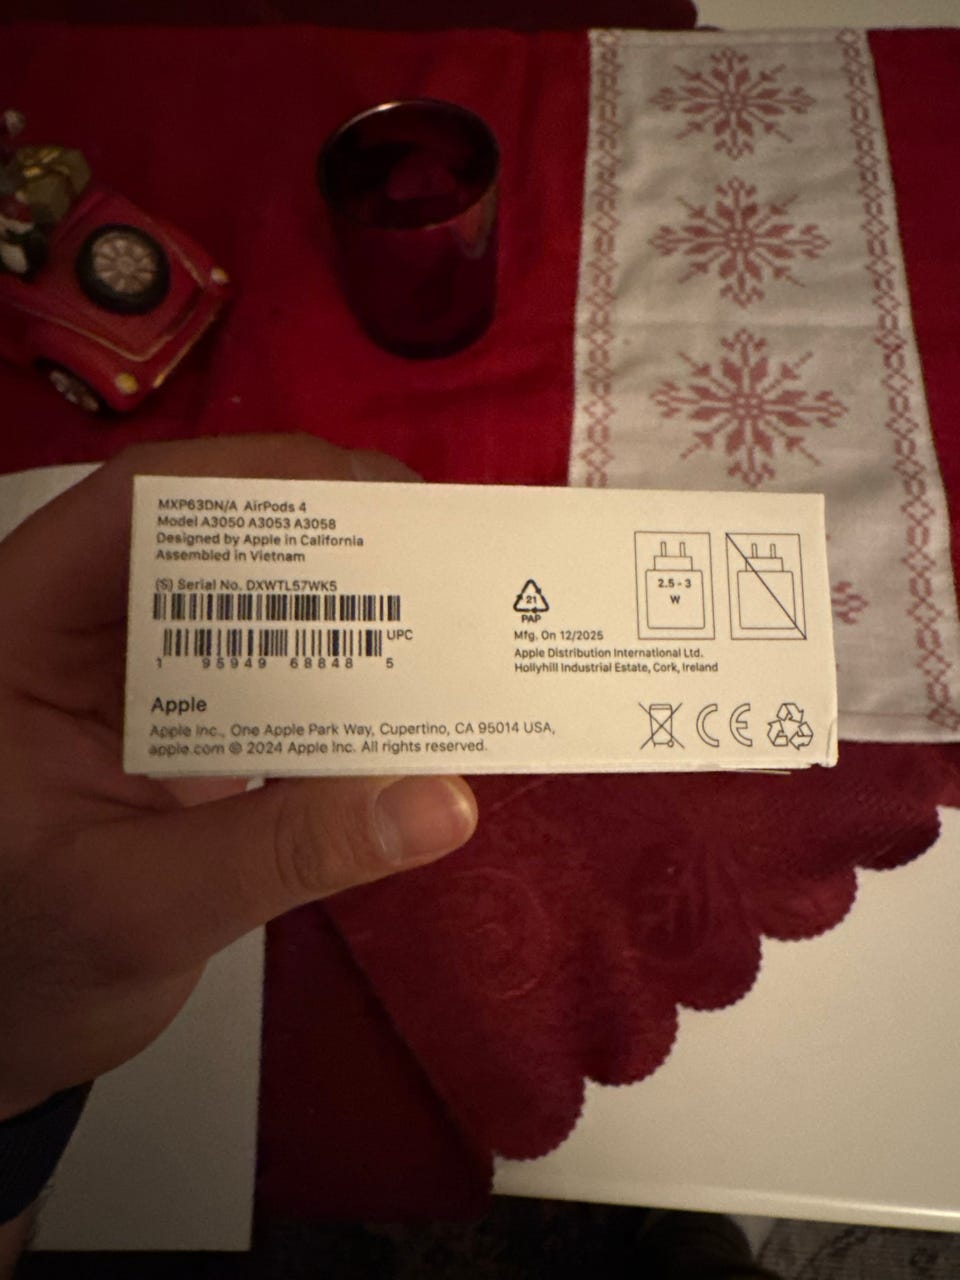 MXP63DN/A AirPods 4
Model A3050 A3053 A3058
Designed by Apple in California
Assembled in Vietnam
(S) Serial No. DXWTL57WK5
UPC
1 95949 68848 5
21
PAP
Mfg. On 12/2025
Apple Distribution International Ltd.
Hollyhill Industrial Estate, Cork, Ireland
2.5 - 3
W
Apple
Apple Inc., One Apple Park Way, Cupertino, CA 95014 USA,
apple.com © 2024 Apple Inc. All rights reserved.
CE